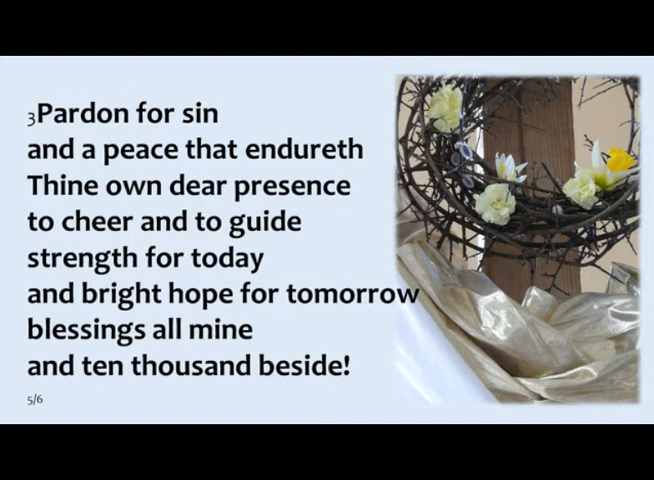 3Pardon for sin
and a peace that endureth
Thine own dear presence
to cheer and to guide
strength for today
and bright hope for tomorrow
blessings all mine
and ten thousand beside!
5/6